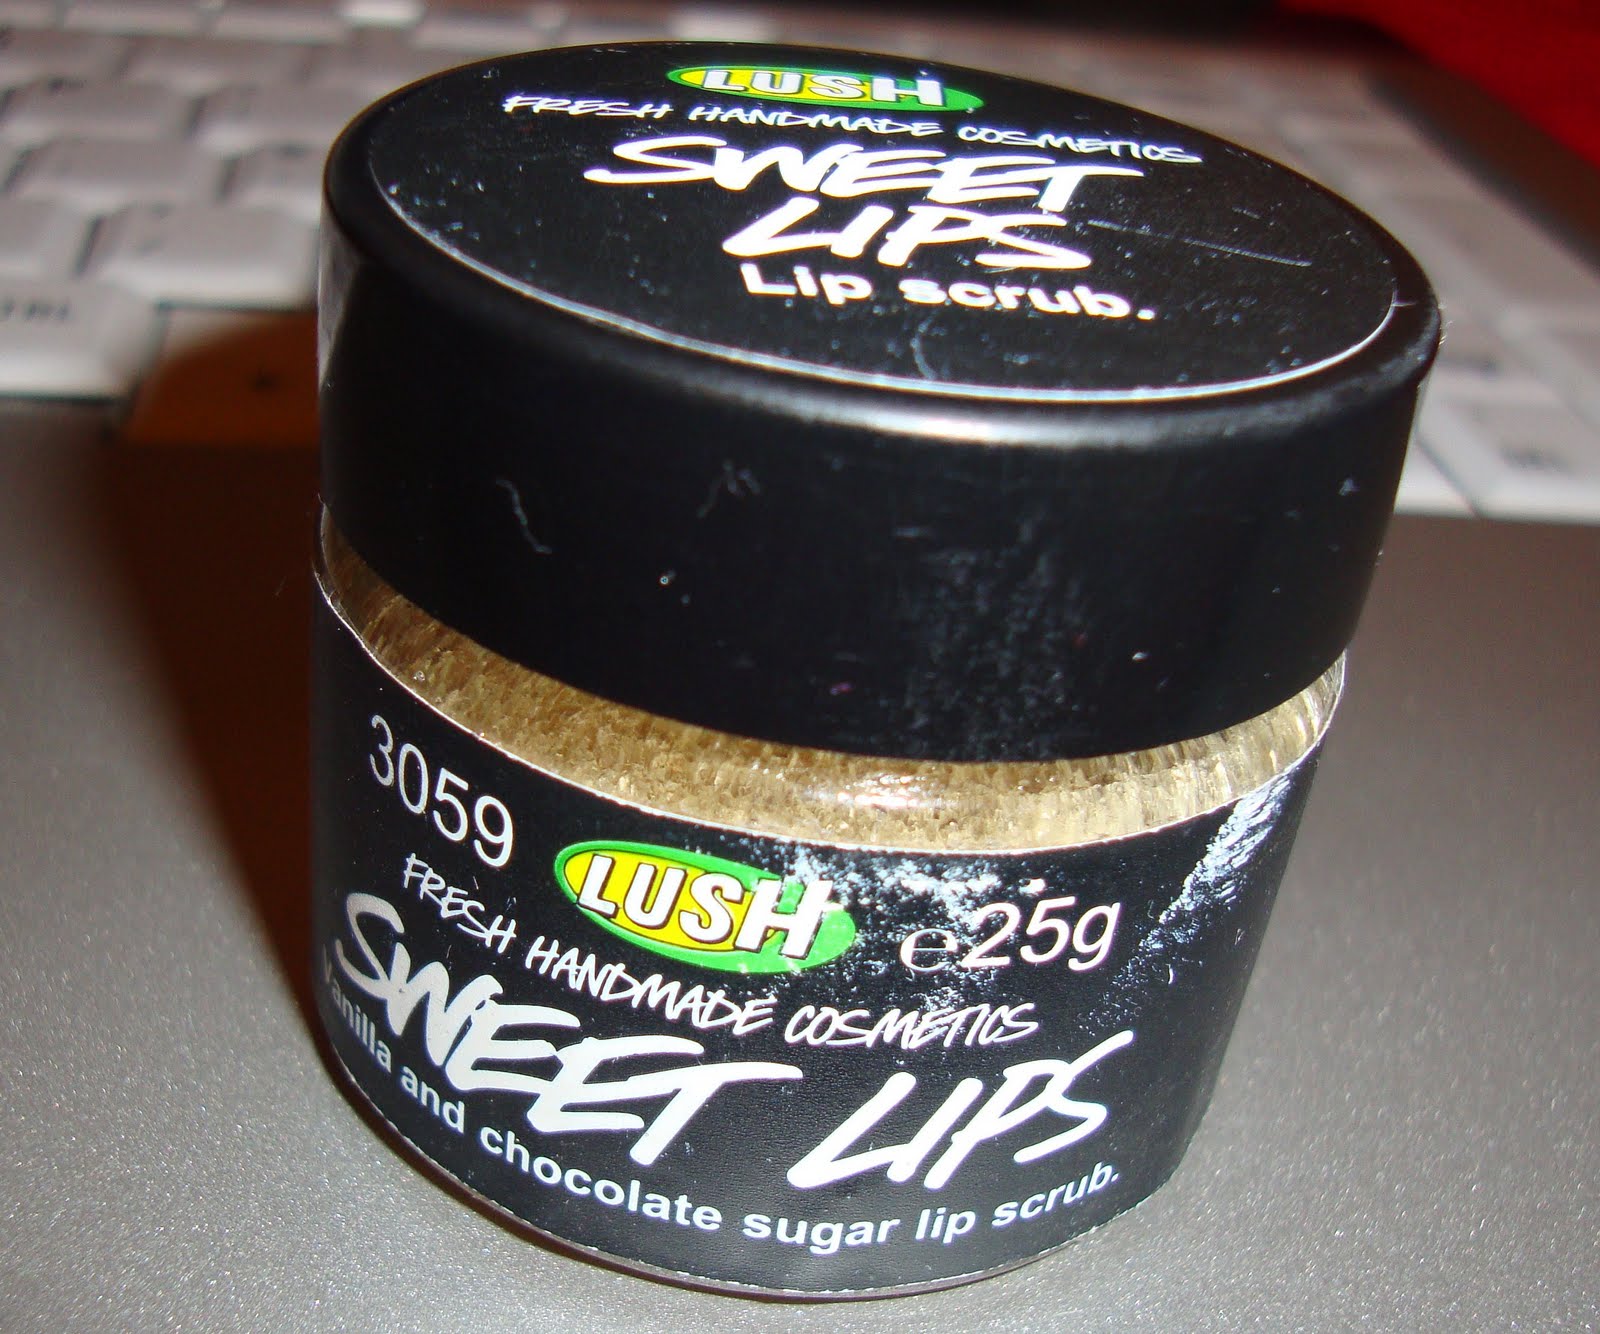 LUSH
FRESH HANDMADE COSMETICS
SWEET
LIPS
Lip scrub.
3059
LUSH
℮25g
FRESH HANDMADE COSMETICS
SWEET LIPS
Vanilla and chocolate sugar lip scrub.